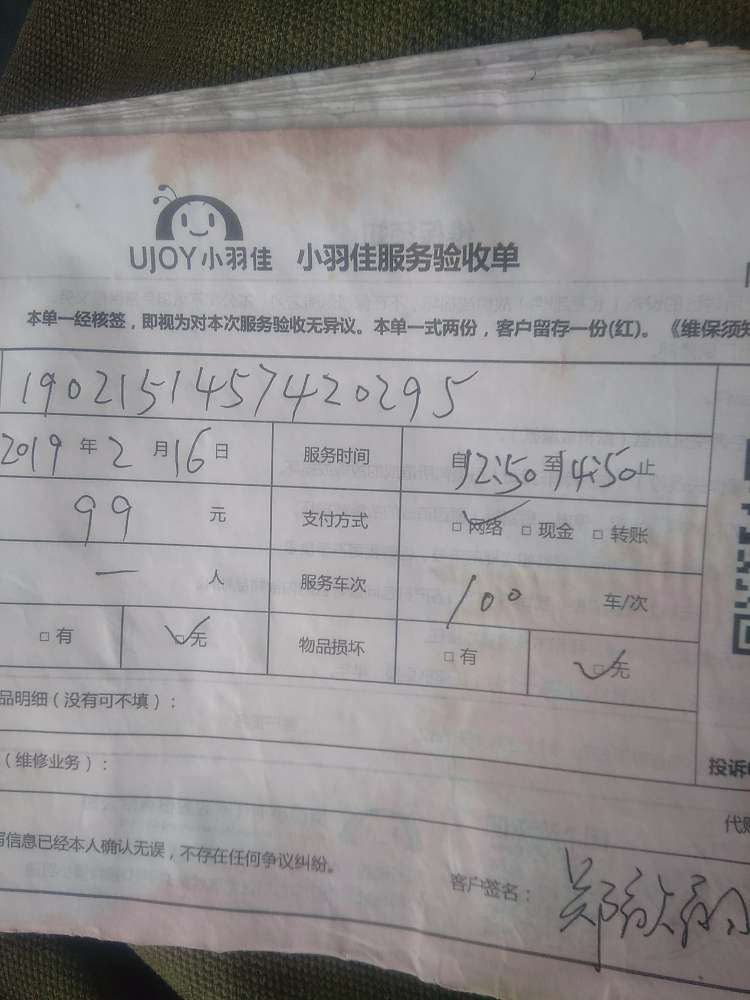 UJOY小羽佳 小羽佳服务验收单
本单一经核签，即视为对本次服务验收无异议。本单一式两份，客户留存一份(红)。《维保须知
190215145742029５
2019 年 2 月 16 日 服务时间 自 12:50 至 14:50 止
99 元 支付方式 □网络 □现金 □转账
一 人 服务车次 100 车/次
□有 □无 物品损坏 □有 □无
品明细（没有可不填）：
（维修业务）：
投诉
代
写信息已经本人确认无误，不存在任何争议纠纷。
客户签名： 郑